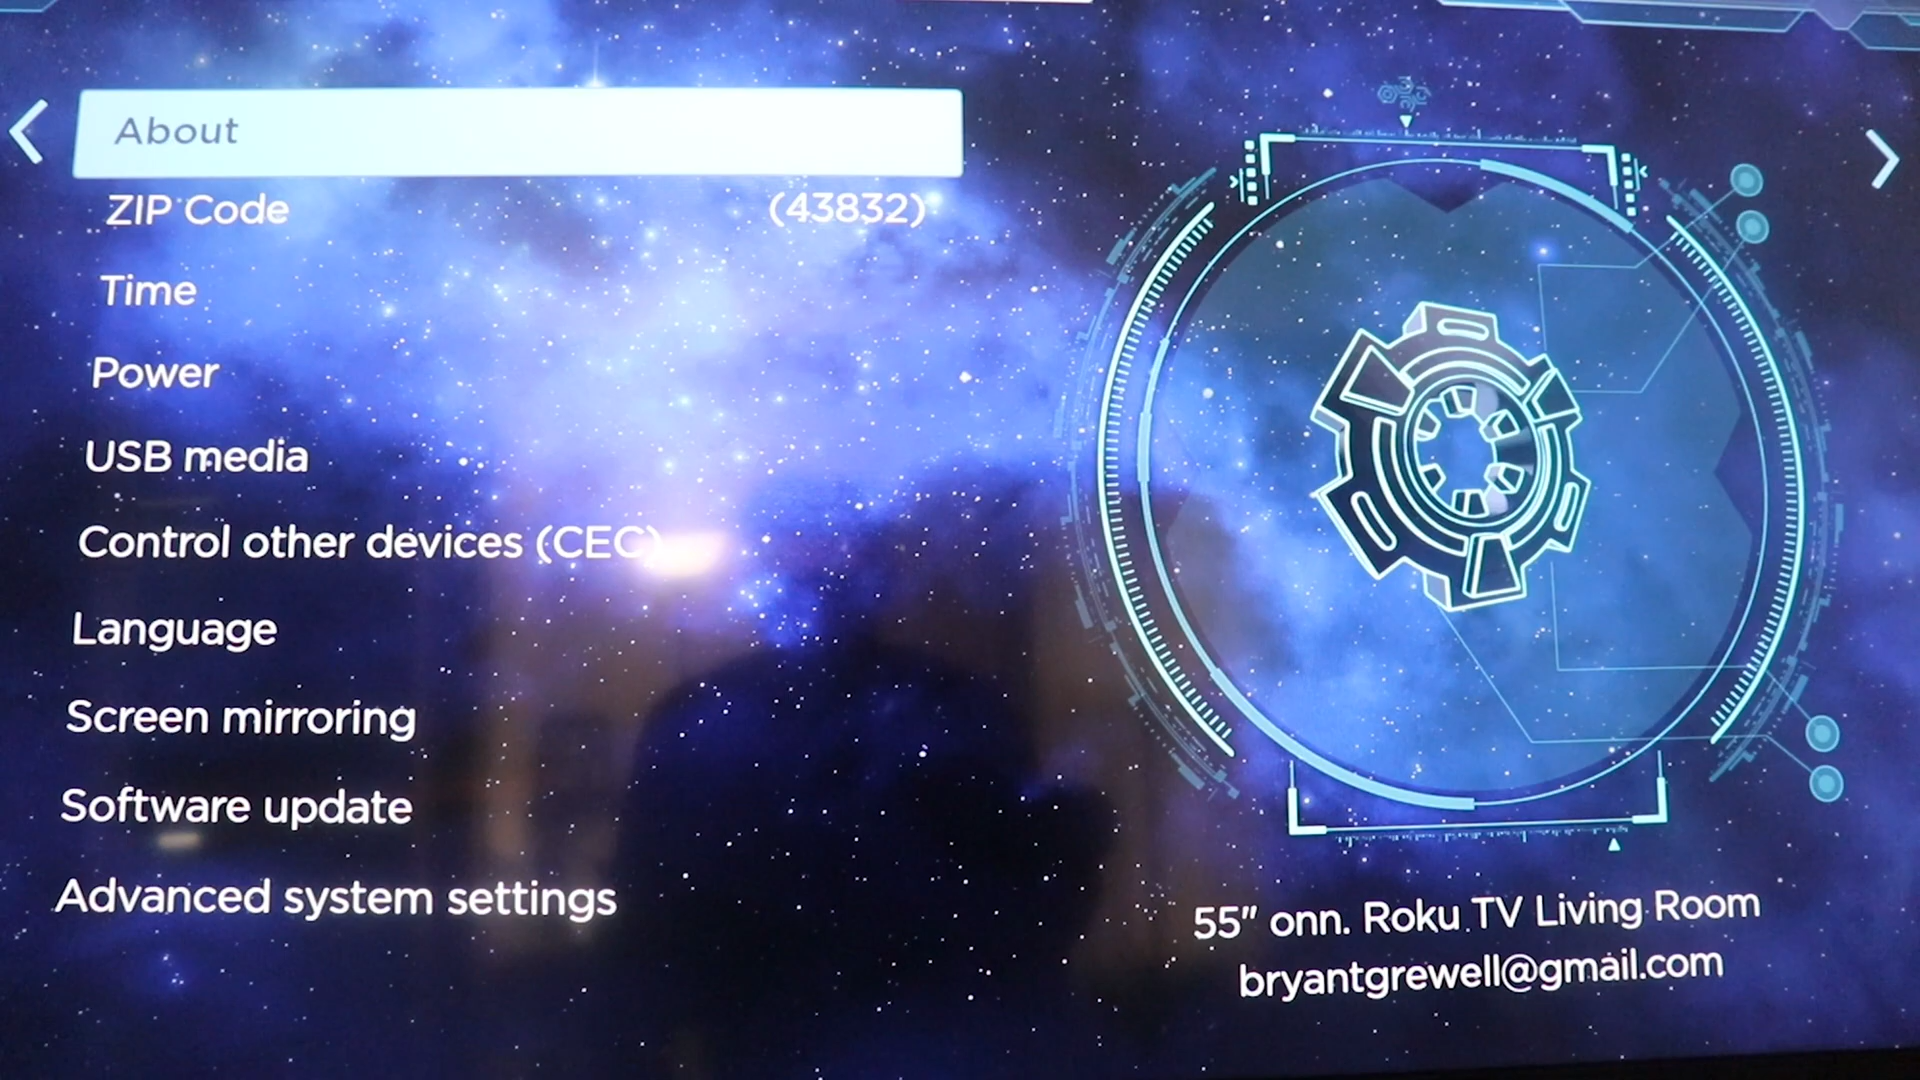 About
ZIP Code (43832)
Time
Power
USB media
Control other devices (CEC)
Language
Screen mirroring
Software update
Advanced system settings
55" onn. Roku TV Living Room
bryantgrewell@gmail.com